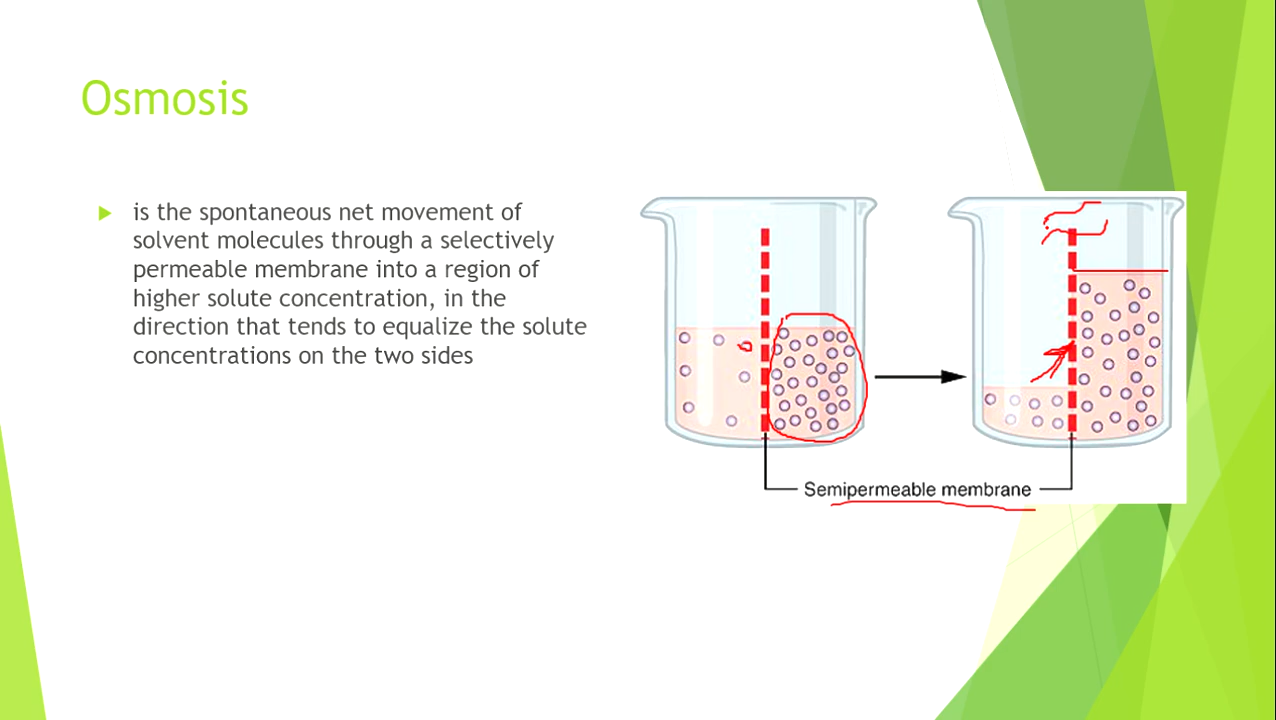 Osmosis
is the spontaneous net movement of
solvent molecules through a selectively
permeable membrane into a region of
higher solute concentration, in the
direction that tends to equalize the solute
concentrations on the two sides
Semipermeable membrane